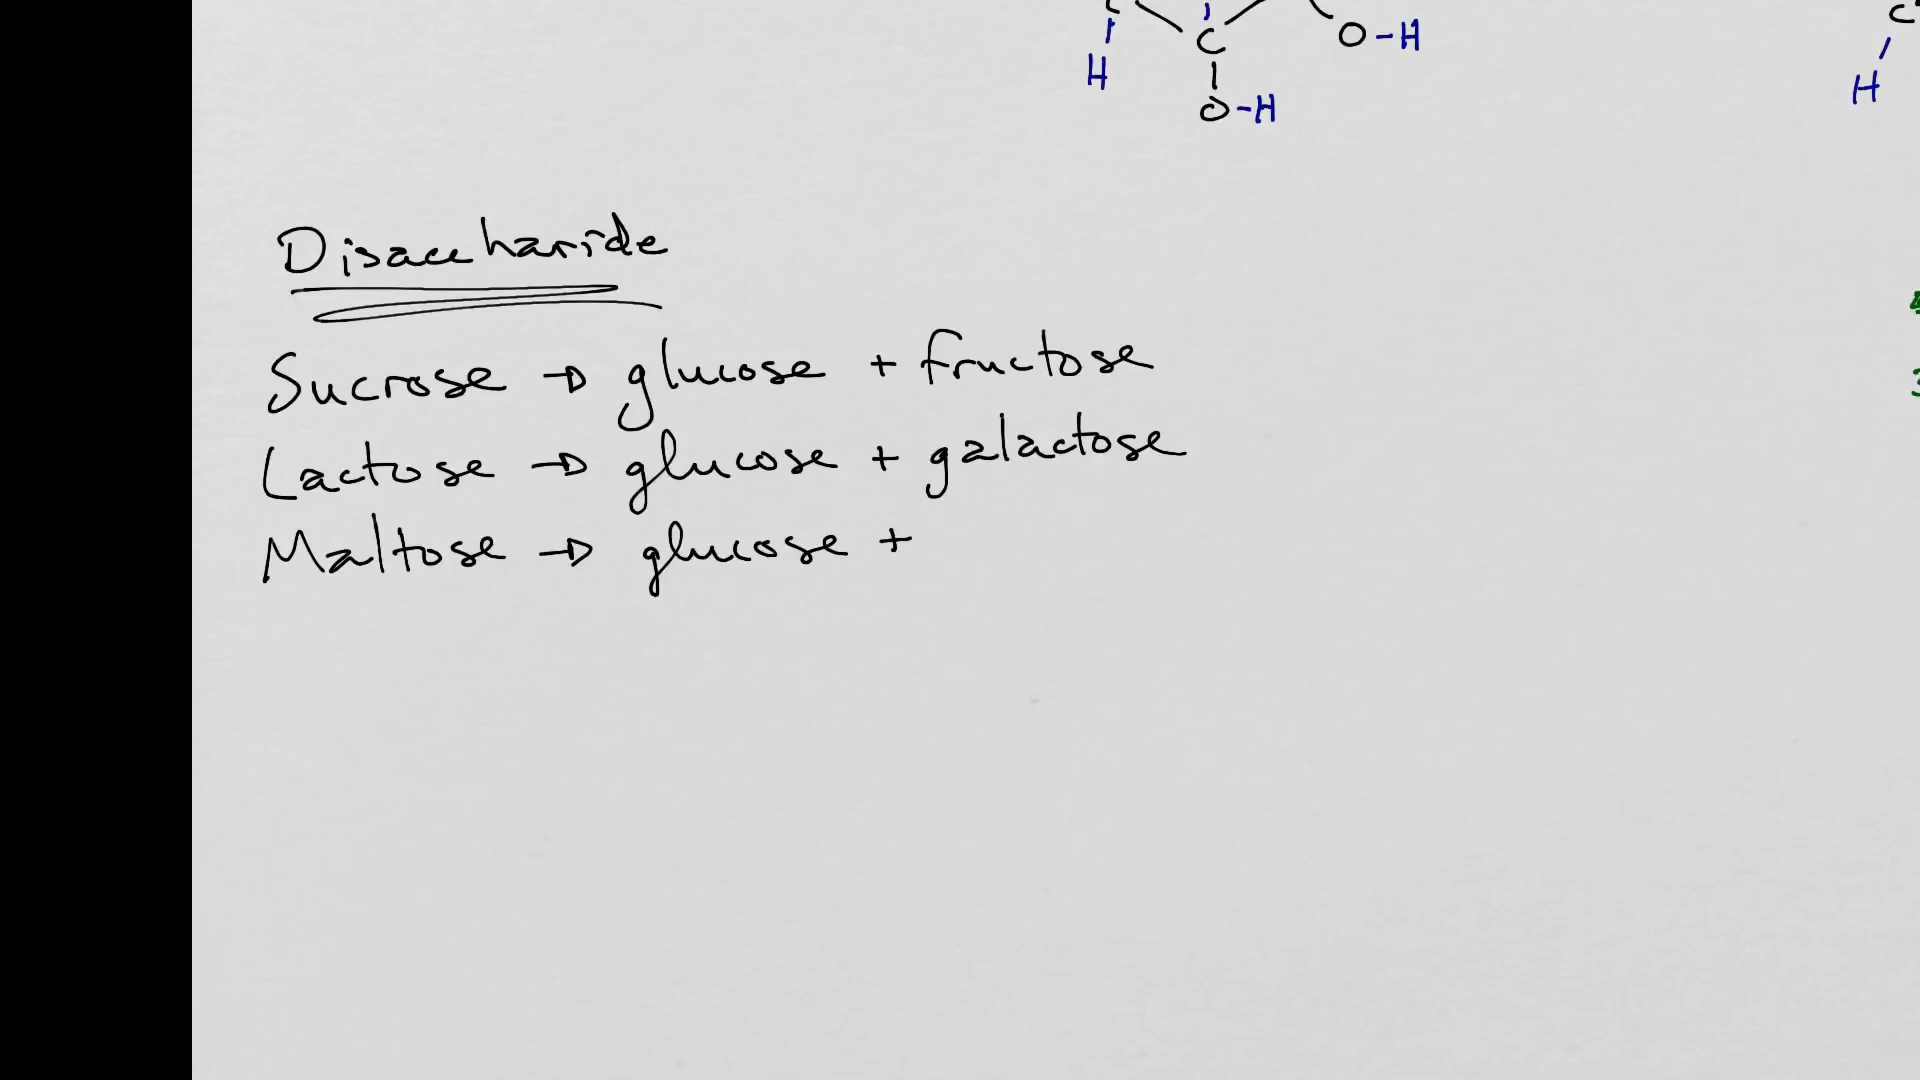 C
H
C
O-H
O-H
C
H
Disaccharide
Sucrose → glucose + fructose
Lactose → glucose + galactose
Maltose → glucose +